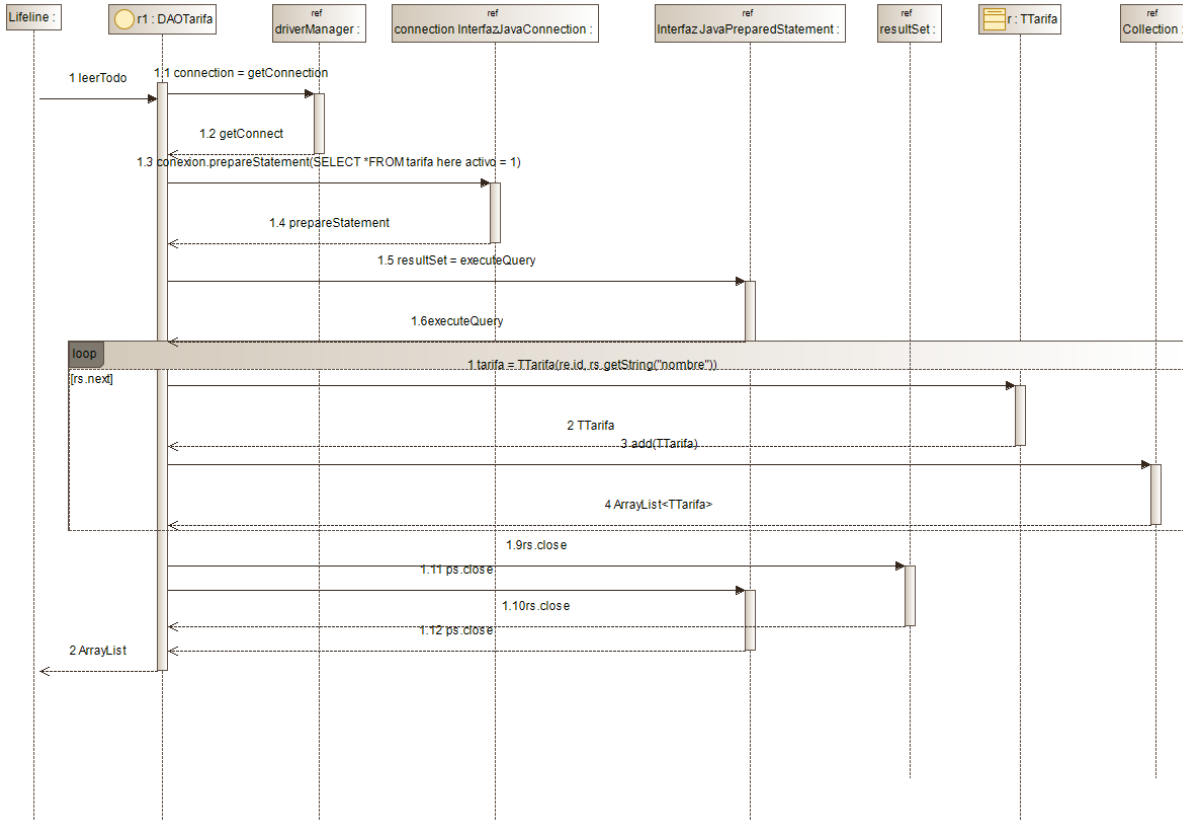 Lifeline :
r1 : DAOTarifa
ref
driverManager :
ref
connection InterfazJavaConnection :
ref
InterfazJavaPreparedStatement :
ref
resultSet :
r : TTarifa
ref
Collection :
1 leerTodo
1.1 connection = getConnection
1.2 getConnect
1.3 conexion.prepareStatement(SELECT *FROM tarifa here activo = 1)
1.4 prepareStatement
1.5 resultSet = executeQuery
1.6executeQuery
loop
1 tarifa = TTarifa(re.id, rs.getString("nombre"))
[rs.next]
2 TTarifa
3 add(TTarifa)
4 ArrayList<TTarifa>
1.9rs.close
1.11 ps.close
1.10rs.close
1.12 ps.close
2 ArrayList